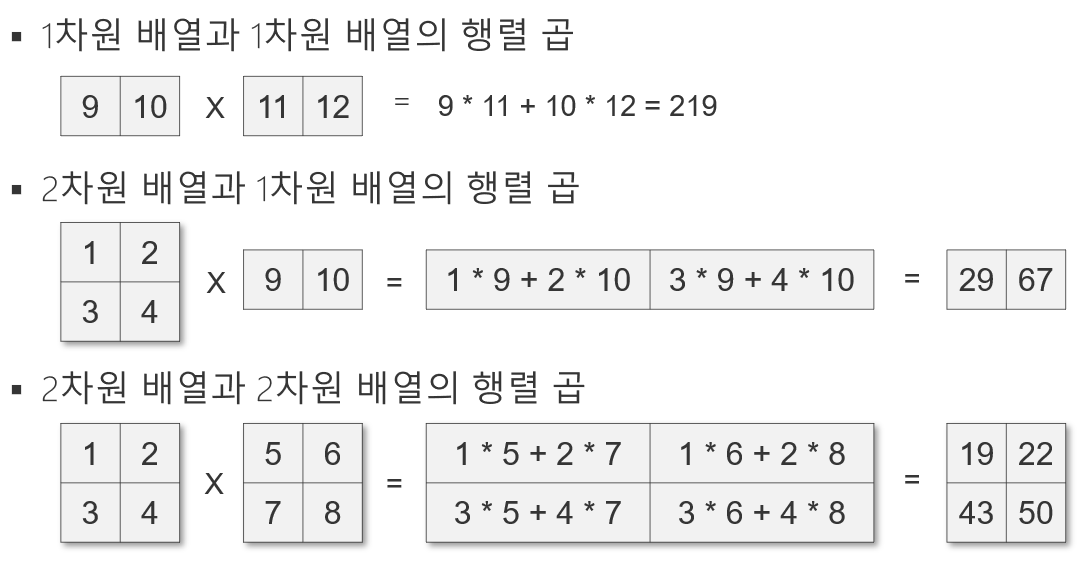 ▪ 1차원 배열과 1차원 배열의 행렬 곱
9 10 X 11 12 = 9 * 11 + 10 * 12 = 219
▪ 2차원 배열과 1차원 배열의 행렬 곱
1 2
3 4
X 9 10 = 1 * 9 + 2 * 10 3 * 9 + 4 * 10 = 29 67
▪ 2차원 배열과 2차원 배열의 행렬 곱
1 2 5 6 1 * 5 + 2 * 7 1 * 6 + 2 * 8 19 22
X = =
3 4 7 8 3 * 5 + 4 * 7 3 * 6 + 4 * 8 43 50